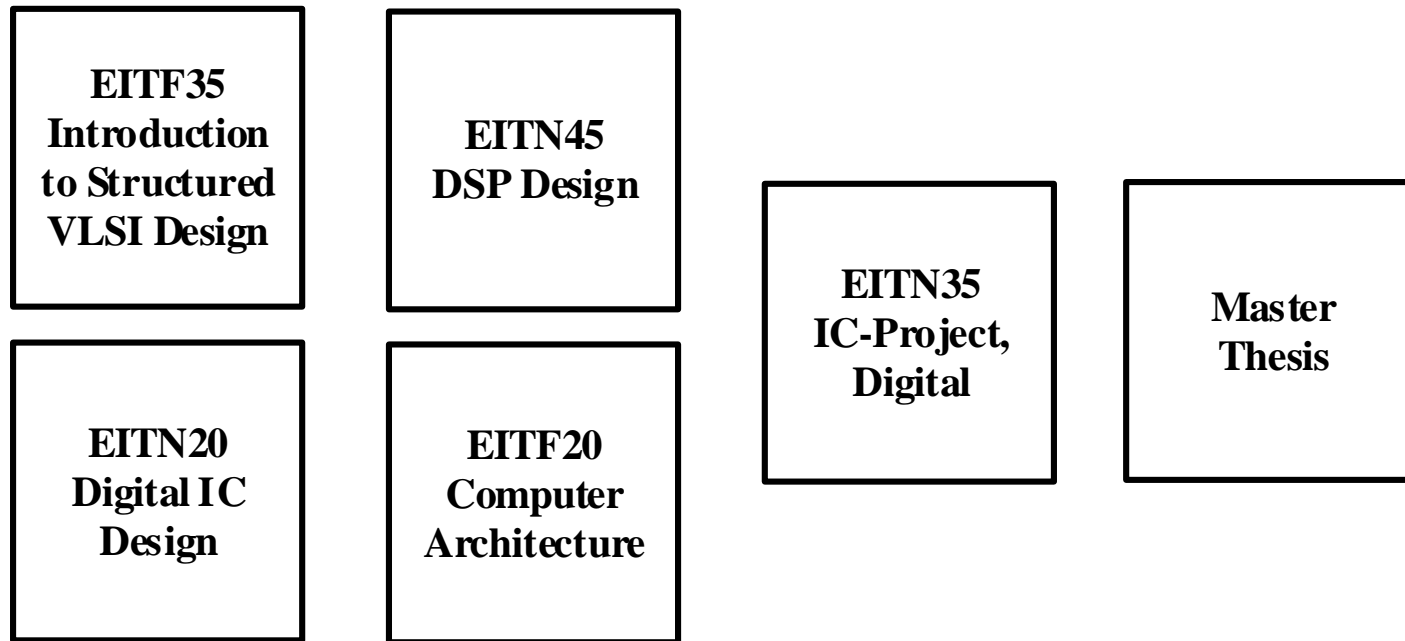 EITF35
Introduction
to Structured
VLSI Design
EITN45
DSP Design
EITN20
Digital IC
Design
EITF20
Computer
Architecture
EITN35
IC-Project,
Digital
Master
Thesis